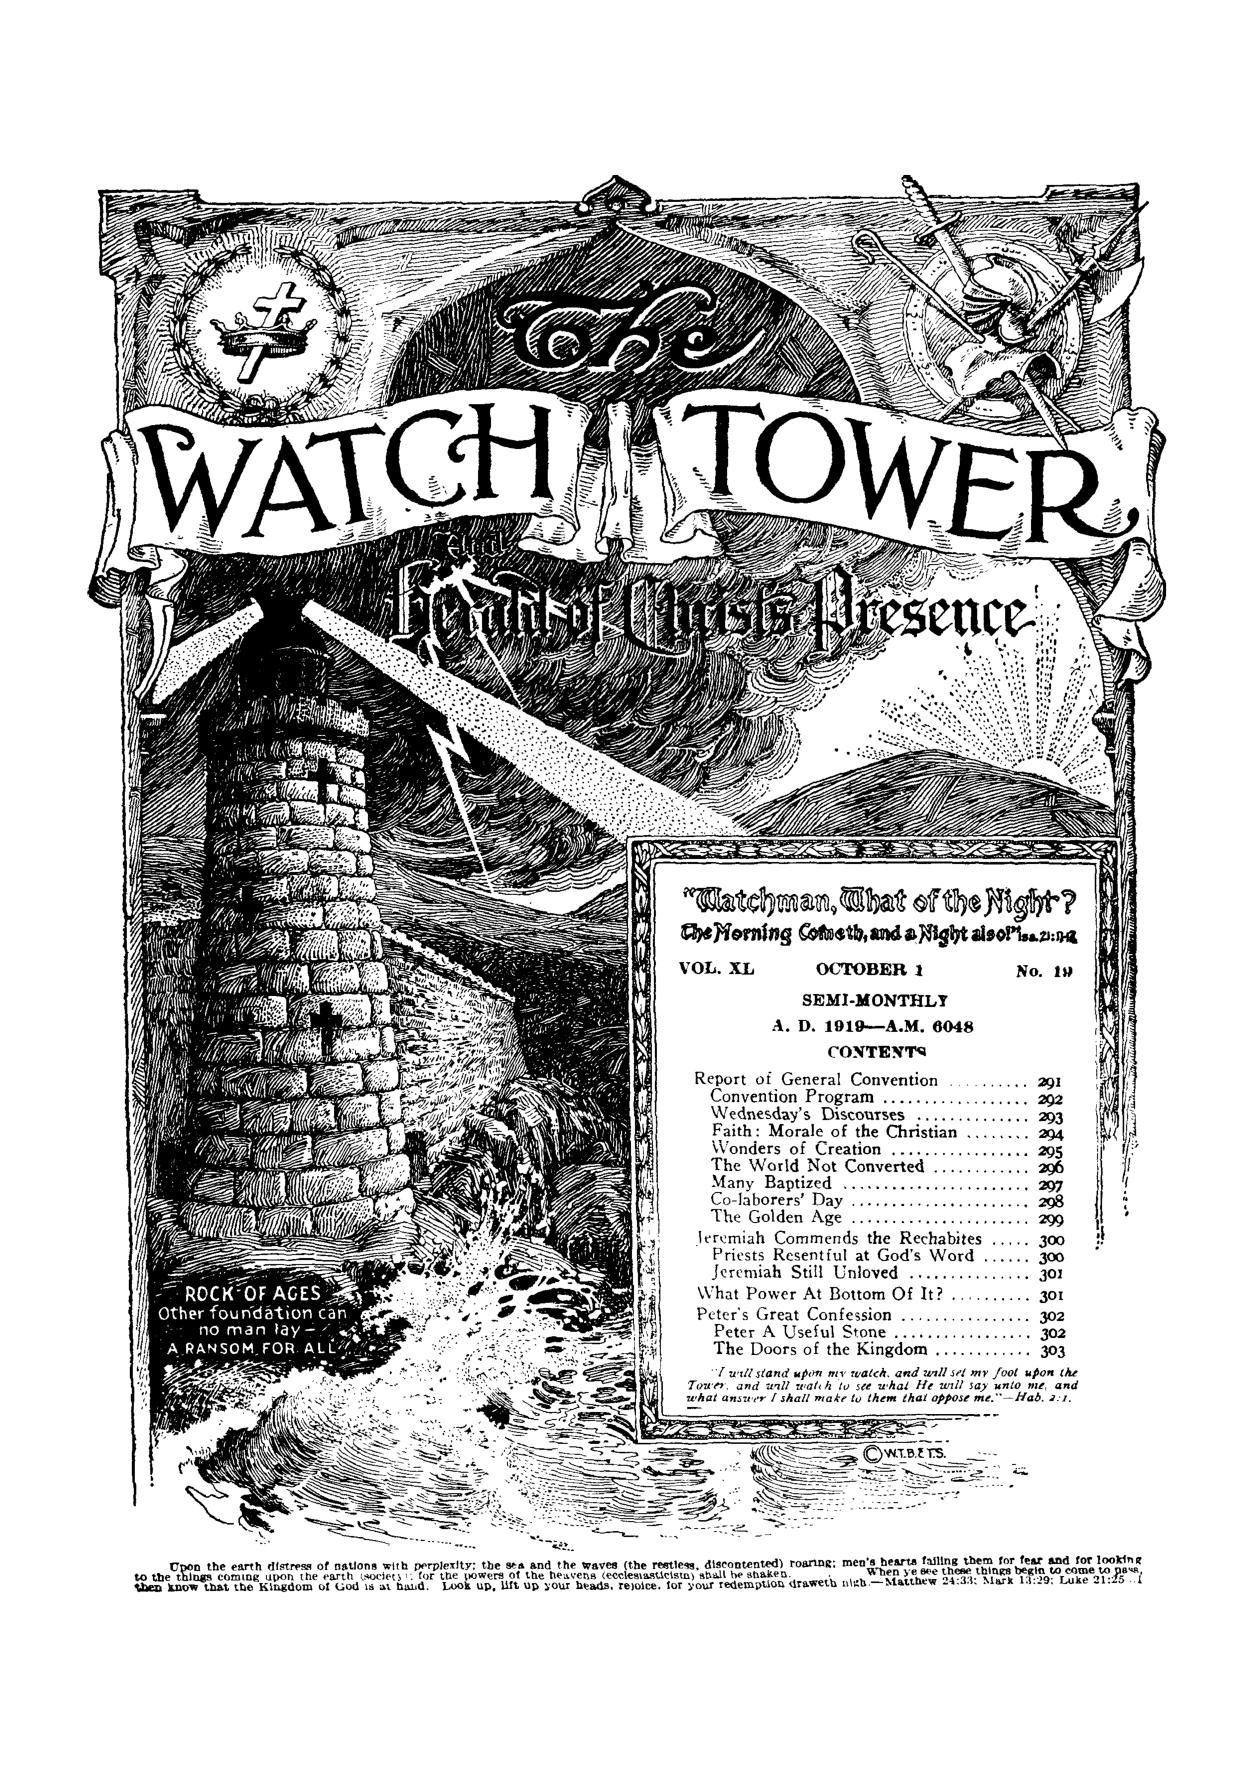 The
WATCH TOWER
And
Herald of Christs Presence
"Watchman, What of the Night?
The Morning Cometh, and a Night also!" Isa. 21:11-12
VOL. XL OCTOBER 1 No. 19
SEMI-MONTHLY
A. D. 1919—A.M. 6048
CONTENTS
Report of General Convention .......... 291
Convention Program .................. 292
Wednesday's Discourses ............. 293
Faith: Morale of the Christian ........ 294
Wonders of Creation ................. 295
The World Not Converted ............ 296
Many Baptized ...................... 297
Co-laborers' Day ..................... 298
The Golden Age ...................... 299
Jeremiah Commends the Rechabites ..... 300
Priests Resentful at God's Word ...... 300
Jeremiah Still Unloved ............... 301
What Power At Bottom Of It? .......... 301
Peter's Great Confession ................ 302
Peter A Useful Stone ................. 302
The Doors of the Kingdom ............ 303
"I will stand upon my watch, and will set my foot upon the
Tower, and will watch to see what He will say unto me, and
what answer I shall make to them that oppose me."—Hab. 2:1.
ROCK OF AGES
Other foundation can
no man lay—
A RANSOM FOR ALL
© W.T.B.& T.S.
Upon the earth distress of nations with perplexity; the sea and the waves (the restless, discontented) roaring; men's hearts failing them for fear and for looking
to the things coming upon the earth (society); for the powers of the heavens (ecclesiasticism) shall be shaken. When ye see these things begin to come to pass,
then know that the Kingdom of God is at hand. Look up, lift up your heads, rejoice, for your redemption draweth nigh.—Matthew 24:33; Mark 13:29; Luke 21:25